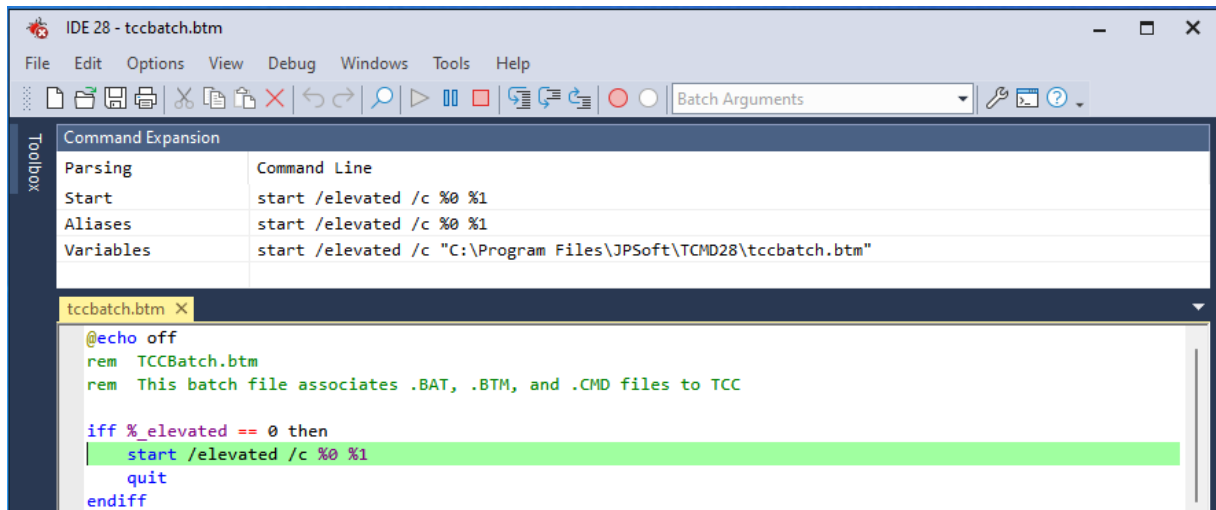 IDE 28 - tccbatch.btm
File Edit Options View Debug Windows Tools Help
Batch Arguments
Toolbox
Command Expansion
Parsing Command Line
Start start /elevated /c %0 %1
Aliases start /elevated /c %0 %1
Variables start /elevated /c "C:\Program Files\JPSoft\TCMD28\tccbatch.btm"
tccbatch.btm
@echo off
rem  TCCBatch.btm
rem  This batch file associates .BAT, .BTM, and .CMD files to TCC
iff %_elevated == 0 then
start /elevated /c %0 %1
quit
endiff